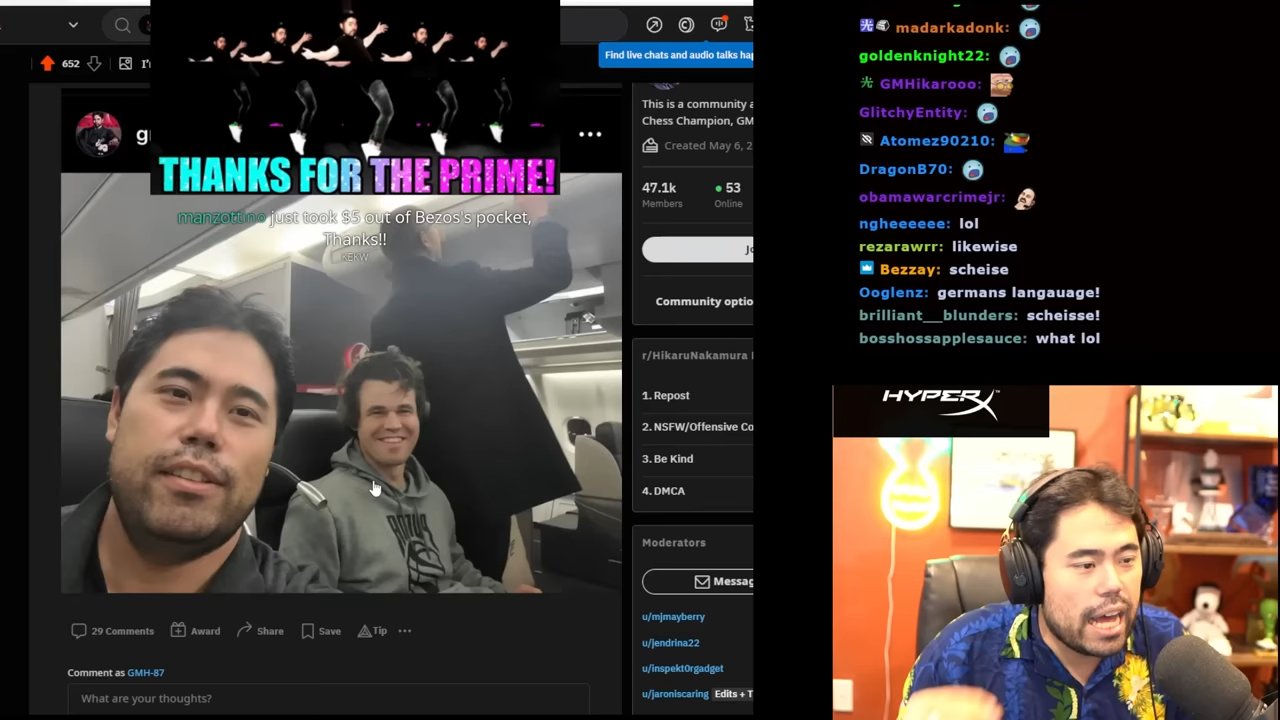 652
I'
Find live chats and audio talks hap
g
THANKS FOR THE PRIME!
manzottino just took $5 out of Bezos's pocket,
Thanks!!
KEKW
29 Comments
Award
Share
Save
Tip
Comment as GMH-87
What are your thoughts?
This is a community a
Chess Champion, GM
Created May 6, 2
47.1k
53
Members
Online
Jo
Community optio
r/HikaruNakamura
1. Repost
2. NSFW/Offensive Co
3. Be Kind
4. DMCA
Moderators
Messag
u/mjmayberry
u/jendrina22
u/inspekt0rgadget
u/jaroniscaring Edits + T
madarkadonk:
goldenknight22:
GMHikarooo:
GlitchyEntity:
Atomez90210:
DragonB70:
obamawarcrimejr:
ngheeeeee: lol
rezarawrr: likewise
Bezzay: scheise
Ooglenz: germans langauage!
brilliant__blunders: scheisse!
bosshossapplesauce: what lol
HYPERX